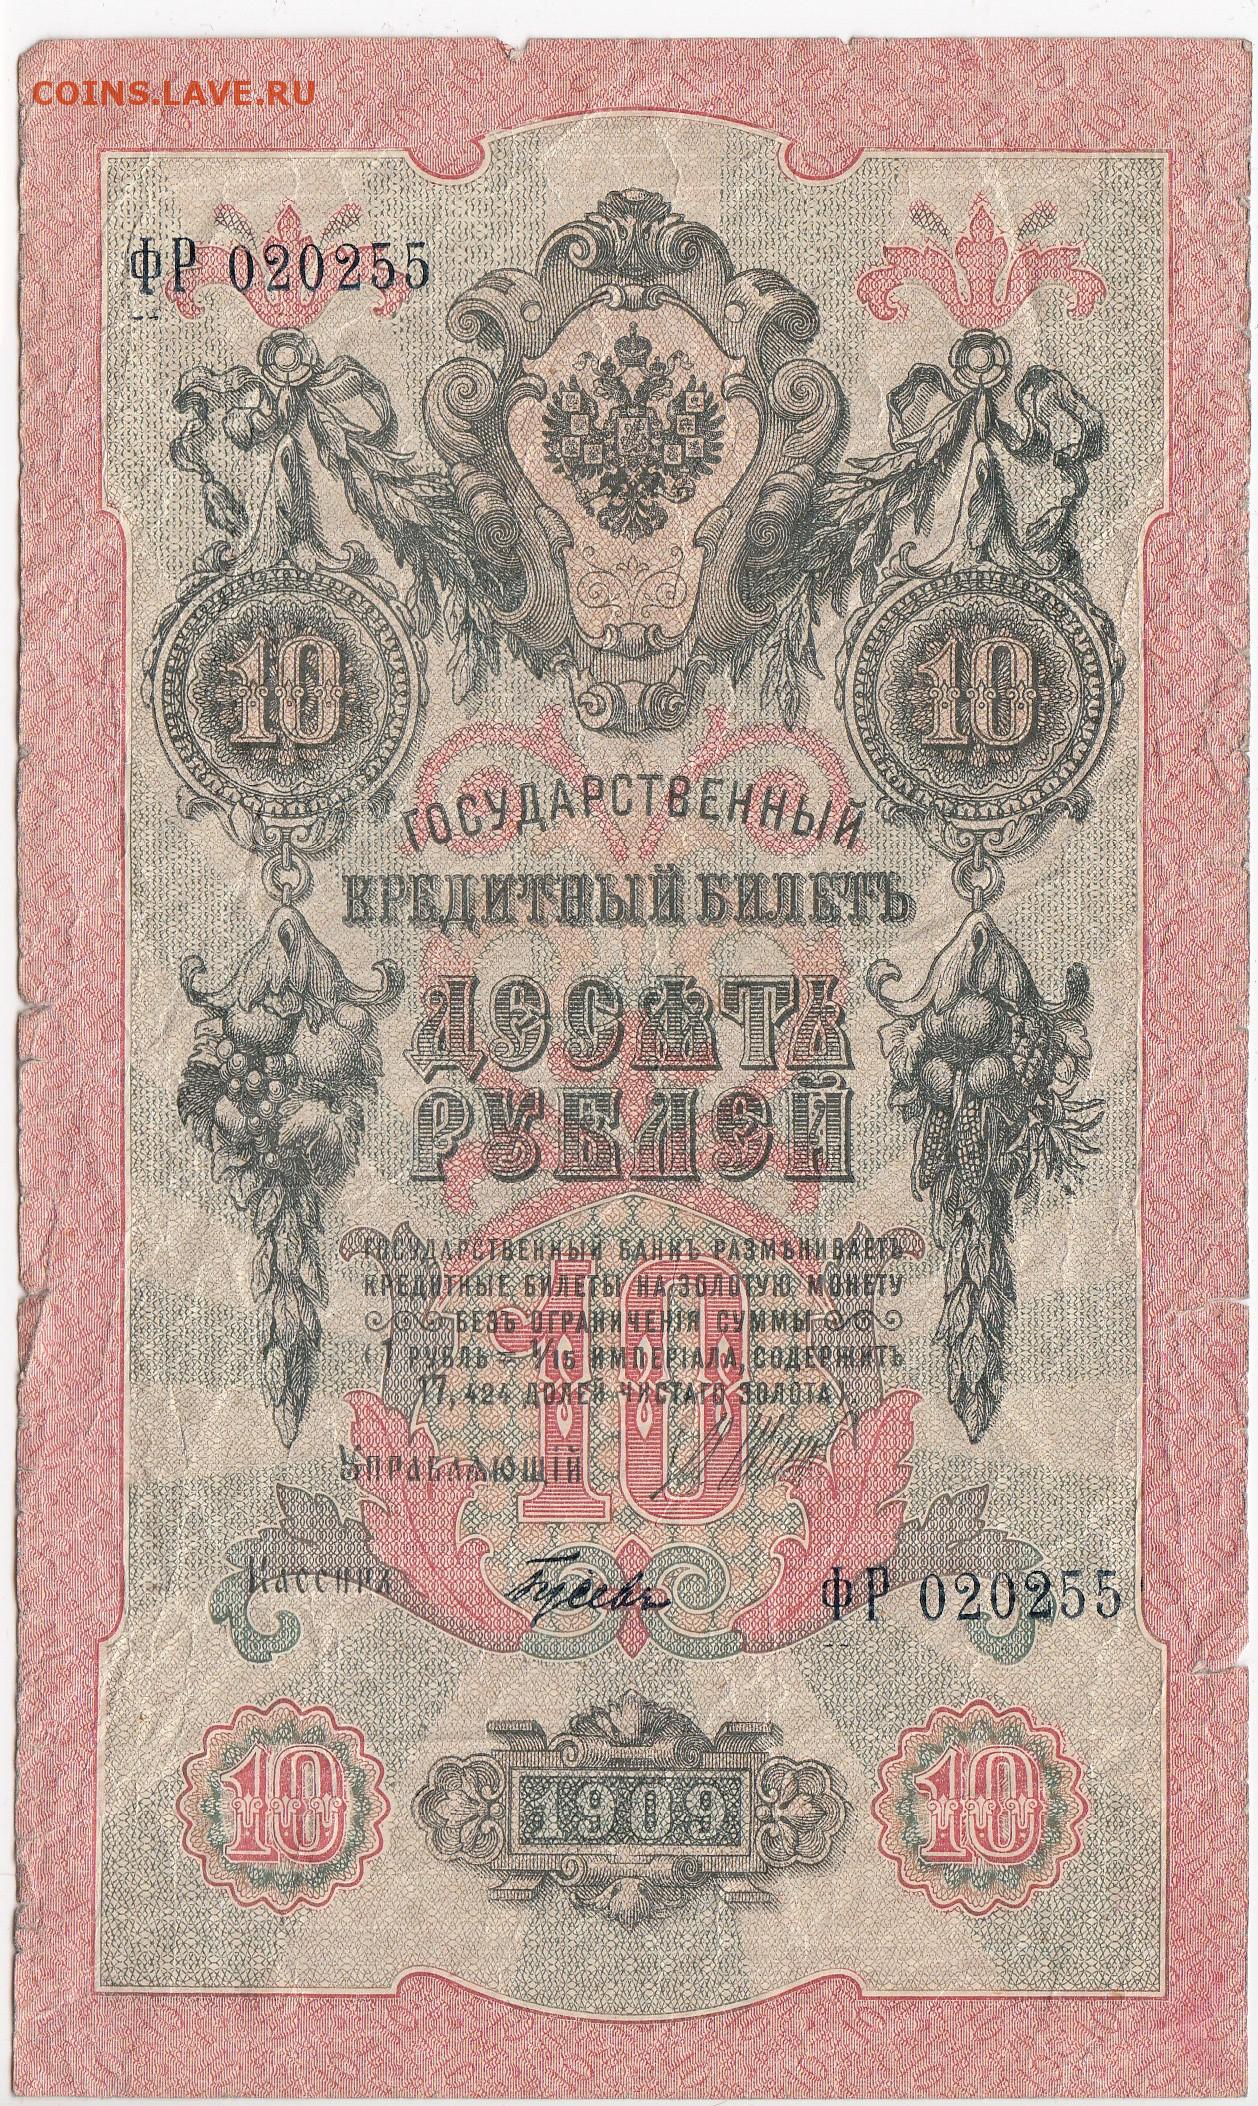 COINS.LAVE.RU
ФР 020255
10 10
ГОСУДАРСТВЕННЫЙ
КРЕДИТНЫЙ БИЛЕТЪ
ДЕСѦТЬ
РУБЛЕЙ
10
ГОСУДАРСТВЕННЫЙ БАНКЪ РАЗМѢНИВАЕТЪ
КРЕДИТНЫЕ БИЛЕТЫ НА ЗОЛОТУЮ МОНЕТУ
БЕЗЪ ОГРАНИЧЕНІЯ СУММЫ
(1 РУБЛЬ = 1/15 ИМПЕРІАЛА, СОДЕРЖИТЪ
17,424 ДОЛЕЙ ЧИСТАГО ЗОЛОТА)
Управляющій
Кассиръ Гусевъ ФР 020255
10 1909 10